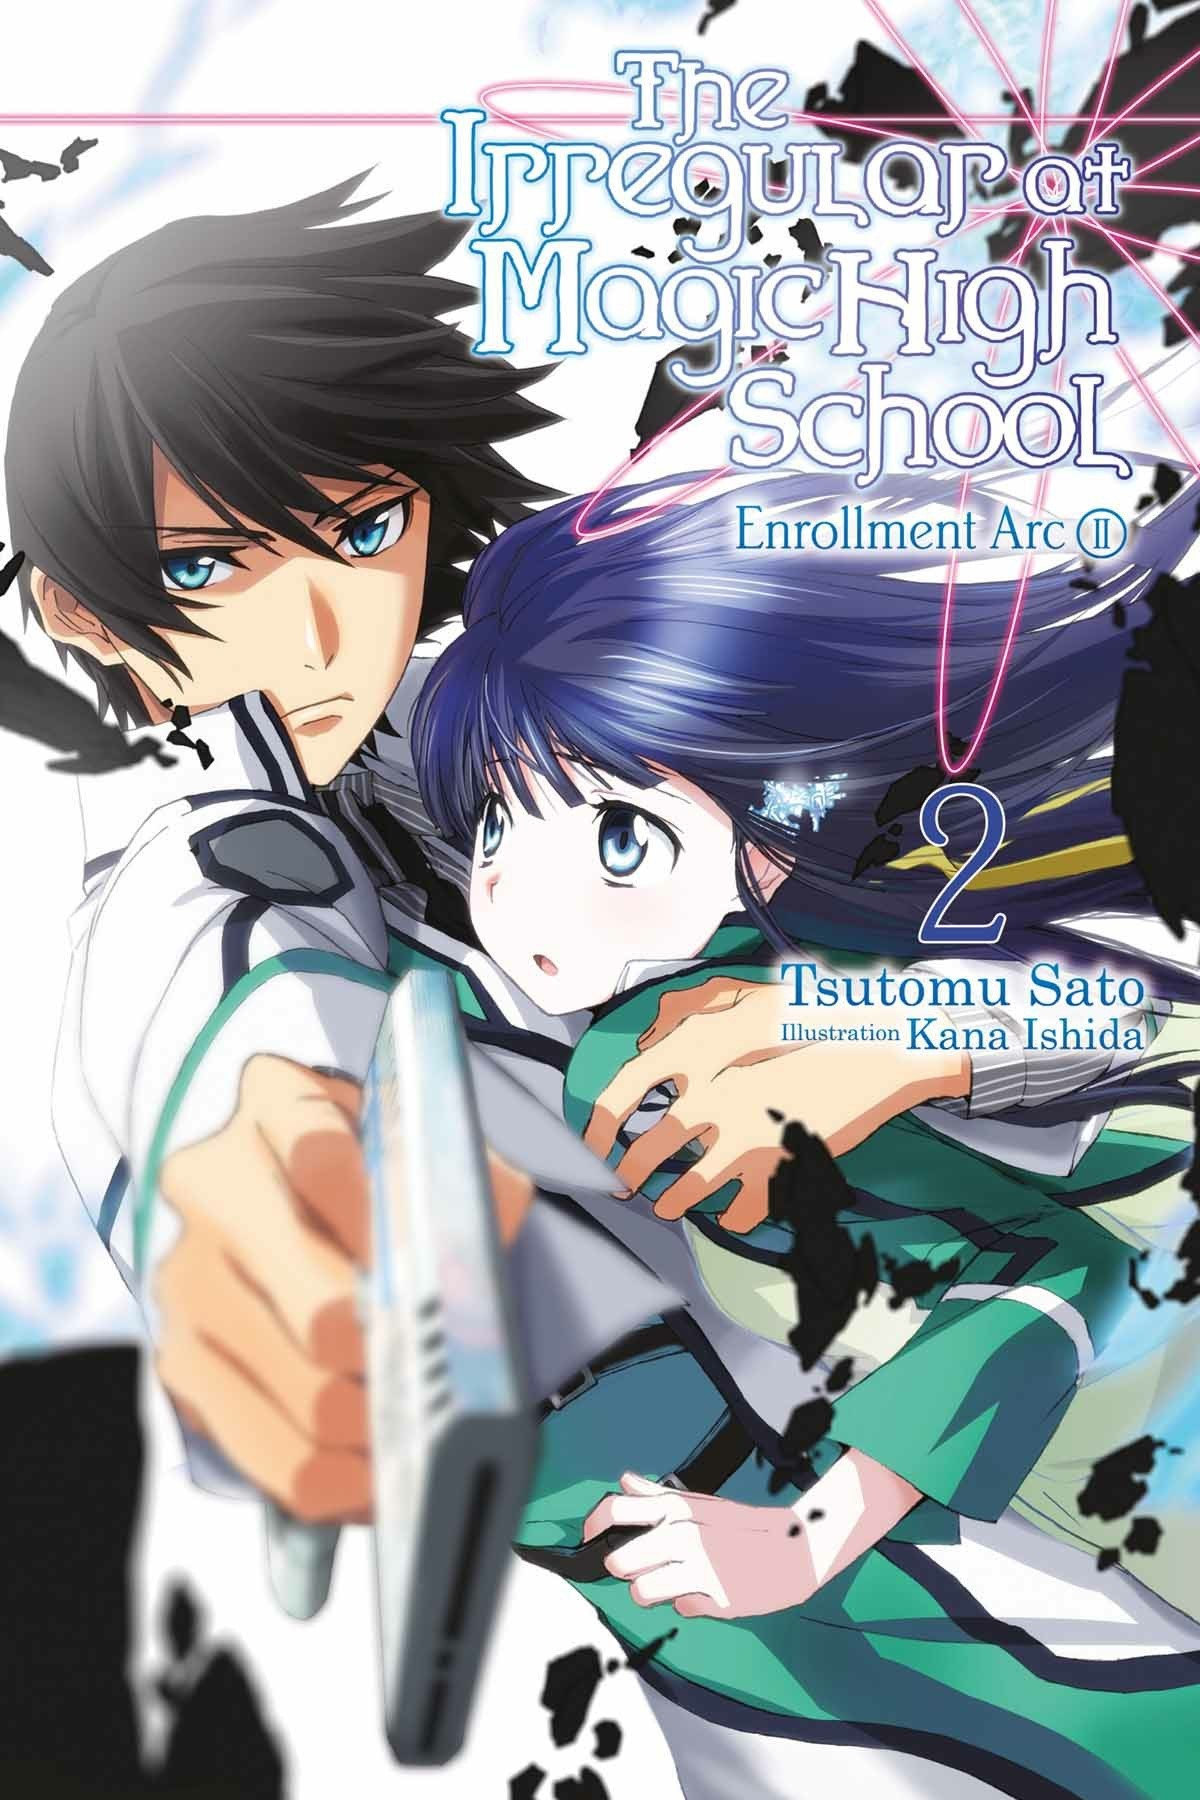 The
Irregular at
Magic High
School
Enrollment Arc Ⅱ
2
Tsutomu Sato
Illustration Kana Ishida